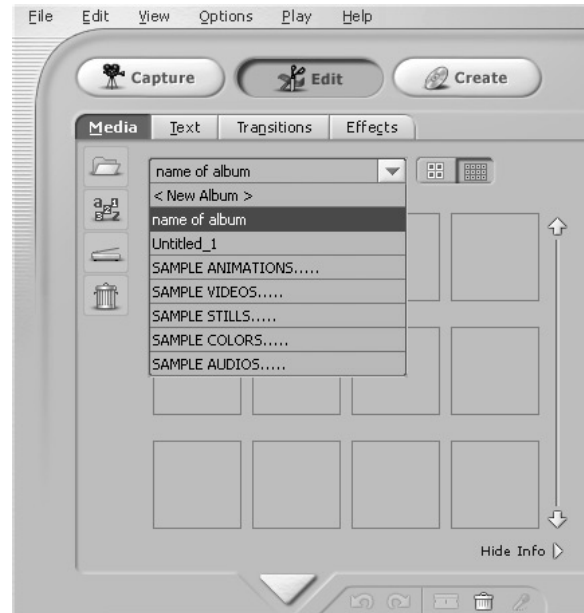 File Edit View Options Play Help
Capture Edit Create
Media Text Transitions Effects
name of album
< New Album >
name of album
Untitled_1
SAMPLE ANIMATIONS.....
SAMPLE VIDEOS.....
SAMPLE STILLS.....
SAMPLE COLORS.....
SAMPLE AUDIOS.....
Hide Info